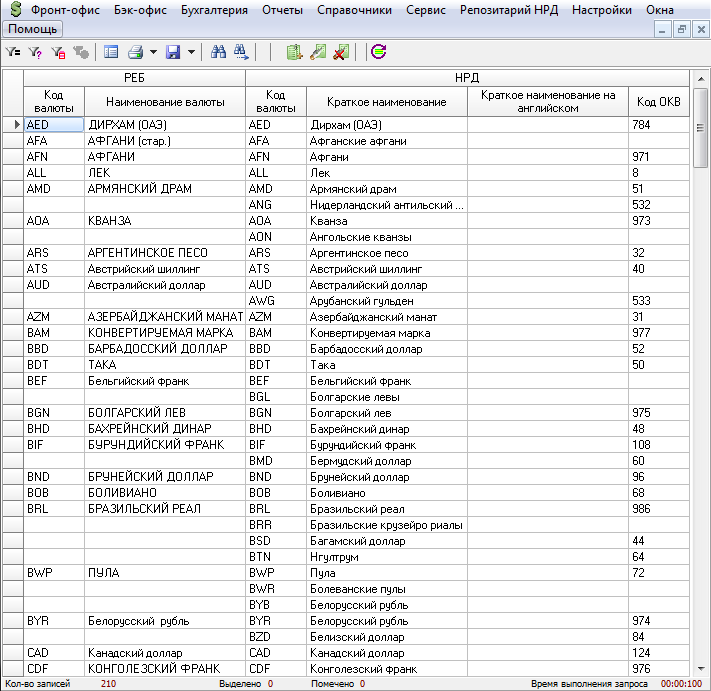 Фронт-офис Бэк-офис Бухгалтерия Отчеты Справочники Сервис Репозитарий НРД Настройки Окна
Помощь
РЕБ НРД
Код валюты Наименование валюты Код валюты Краткое наименование Краткое наименование на английском Код ОКВ
AED ДИРХАМ (ОАЭ) AED Дирхам (ОАЭ) 784
AFA АФГАНИ (стар.) AFA Афганские афгани
AFN АФГАНИ AFN Афгани 971
ALL ЛЕК ALL Лек 8
AMD АРМЯНСКИЙ ДРАМ AMD Армянский драм 51
ANG Нидерландский антильский ... 532
AOA КВАНЗА AOA Кванза 973
AON Ангольские кванзы
ARS АРГЕНТИНСКОЕ ПЕСО ARS Аргентинское песо 32
ATS Австрийский шиллинг ATS Австрийский шиллинг 40
AUD Австралийский доллар AUD Австралийский доллар
AWG Арубанский гульден 533
AZM АЗЕРБАЙДЖАНСКИЙ МАНАТ AZM Азербайджанский манат 31
BAM КОНВЕРТИРУЕМАЯ МАРКА BAM Конвертируемая марка 977
BBD БАРБАДОССКИЙ ДОЛЛАР BBD Барбадосский доллар 52
BDT ТАКА BDT Така 50
BEF Бельгийский франк BEF Бельгийский франк
BGL Болгарские левы
BGN БОЛГАРСКИЙ ЛЕВ BGN Болгарский лев 975
BHD БАХРЕЙНСКИЙ ДИНАР BHD Бахрейнский динар 48
BIF БУРУНДИЙСКИЙ ФРАНК BIF Бурундийский франк 108
BMD Бермудский доллар 60
BND БРУНЕЙСКИЙ ДОЛЛАР BND Брунейский доллар 96
BOB БОЛИВИАНО BOB Боливиано 68
BRL БРАЗИЛЬСКИЙ РЕАЛ BRL Бразильский реал 986
BRR Бразильские крузейро риалы
BSD Багамский доллар 44
BTN Нгултрум 64
BWP ПУЛА BWP Пула 72
BWR Болеванские пулы
BYB Белорусский рубль
BYR Белорусский рубль BYR Белорусский рубль 974
BZD Белизский доллар 84
CAD Канадский доллар CAD Канадский доллар 124
CDF КОНГОЛЕЗСКИЙ ФРАНК CDF Конголезский франк 976
Кол-во записей 210 Выделено 0 Помечено 0 Время выполнения запроса 00:00:100